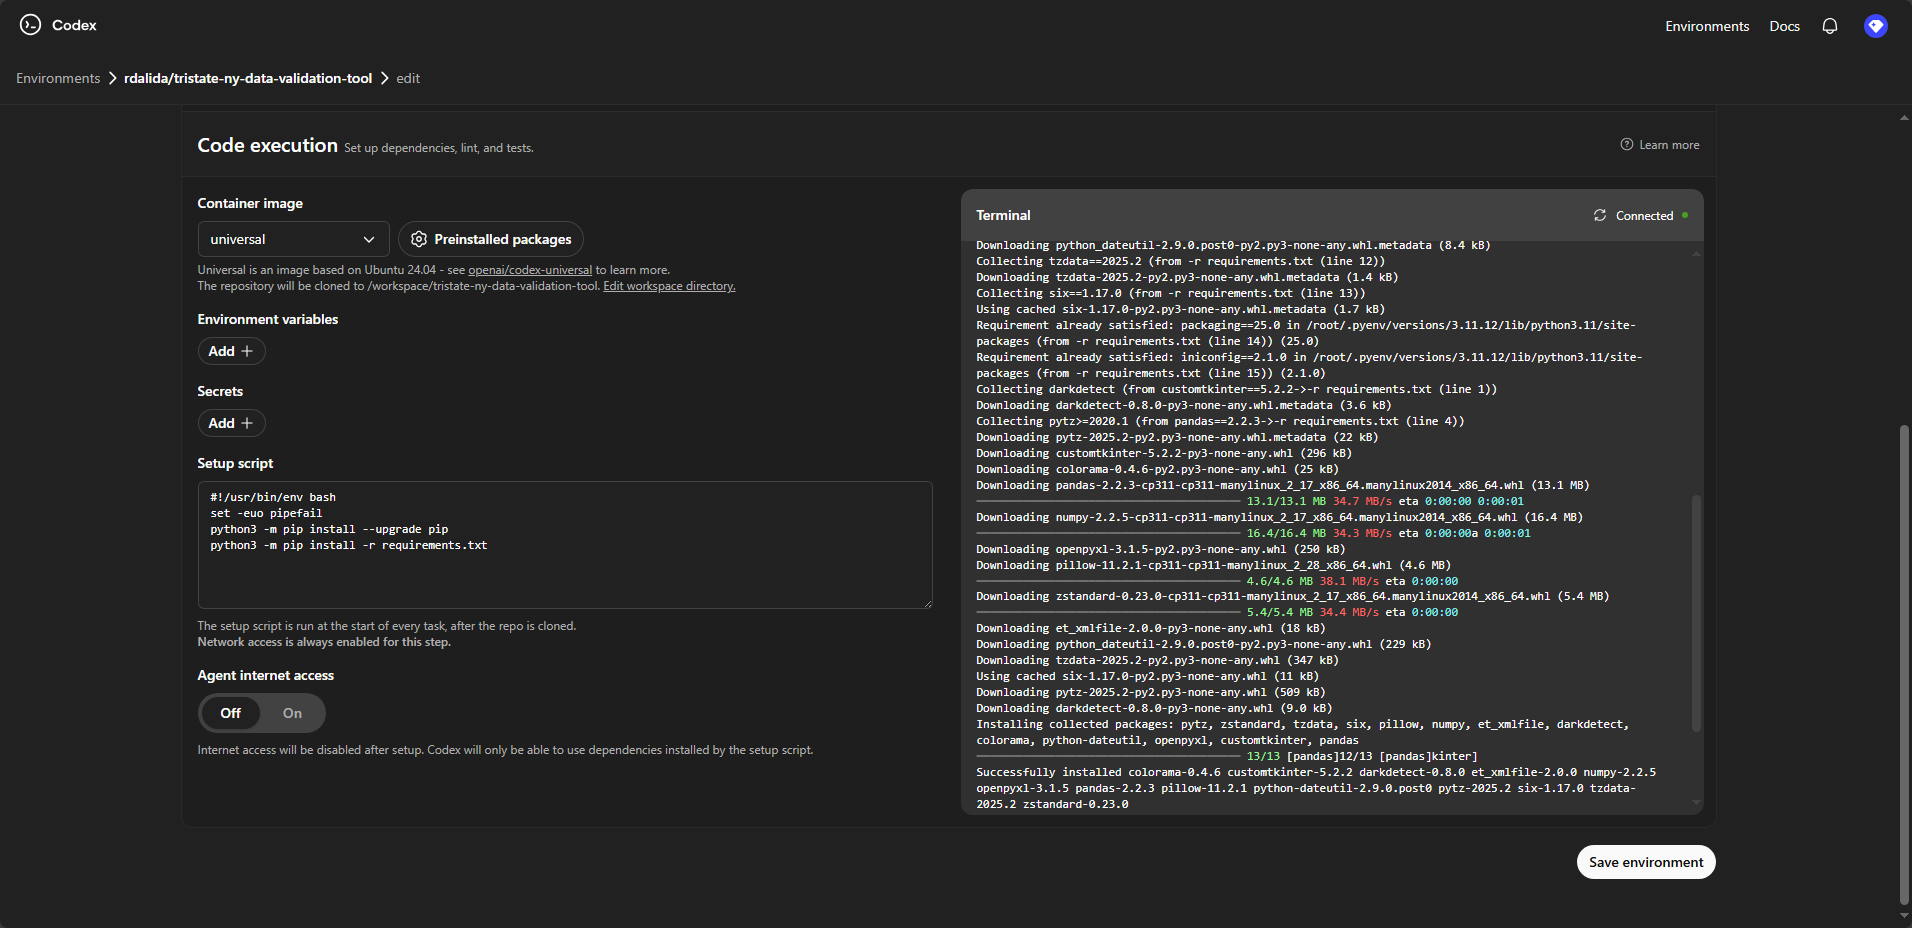 Codex
Environments
Docs
Environments > rdalida/tristate-ny-data-validation-tool > edit
Code execution Set up dependencies, lint, and tests.
Learn more
Container image
universal
Preinstalled packages
Universal is an image based on Ubuntu 24.04 - see openai/codex-universal to learn more.
The repository will be cloned to /workspace/tristate-ny-data-validation-tool. Edit workspace directory.
Environment variables
Add +
Secrets
Add +
Setup script
#!/usr/bin/env bash
set -euo pipefail
python3 -m pip install --upgrade pip
python3 -m pip install -r requirements.txt
The setup script is run at the start of every task, after the repo is cloned.
Network access is always enabled for this step.
Agent internet access
Off
On
Internet access will be disabled after setup. Codex will only be able to use dependencies installed by the setup script.
Terminal
Connected
Downloading python_dateutil-2.9.0.post0-py2.py3-none-any.whl.metadata (8.4 kB)
Collecting tzdata==2025.2 (from -r requirements.txt (line 12))
Downloading tzdata-2025.2-py2.py3-none-any.whl.metadata (1.4 kB)
Collecting six==1.17.0 (from -r requirements.txt (line 13))
Using cached six-1.17.0-py2.py3-none-any.whl.metadata (1.7 kB)
Requirement already satisfied: packaging==25.0 in /root/.pyenv/versions/3.11.12/lib/python3.11/site-
packages (from -r requirements.txt (line 14)) (25.0)
Requirement already satisfied: iniconfig==2.1.0 in /root/.pyenv/versions/3.11.12/lib/python3.11/site-
packages (from -r requirements.txt (line 15)) (2.1.0)
Collecting darkdetect (from customtkinter==5.2.2->-r requirements.txt (line 1))
Downloading darkdetect-0.8.0-py3-none-any.whl.metadata (3.6 kB)
Collecting pytz>=2020.1 (from pandas==2.2.3->-r requirements.txt (line 4))
Downloading pytz-2025.2-py2.py3-none-any.whl.metadata (22 kB)
Downloading customtkinter-5.2.2-py3-none-any.whl (296 kB)
Downloading colorama-0.4.6-py2.py3-none-any.whl (25 kB)
Downloading pandas-2.2.3-cp311-cp311-manylinux_2_17_x86_64.manylinux2014_x86_64.whl (13.1 MB)
13.1/13.1 MB 34.7 MB/s eta 0:00:00 0:00:01
Downloading numpy-2.2.5-cp311-cp311-manylinux_2_17_x86_64.manylinux2014_x86_64.whl (16.4 MB)
16.4/16.4 MB 34.3 MB/s eta 0:00:00a 0:00:01
Downloading openpyxl-3.1.5-py2.py3-none-any.whl (250 kB)
Downloading pillow-11.2.1-cp311-cp311-manylinux_2_28_x86_64.whl (4.6 MB)
4.6/4.6 MB 38.1 MB/s eta 0:00:00
Downloading zstandard-0.23.0-cp311-cp311-manylinux_2_17_x86_64.manylinux2014_x86_64.whl (5.4 MB)
5.4/5.4 MB 34.4 MB/s eta 0:00:00
Downloading et_xmlfile-2.0.0-py3-none-any.whl (18 kB)
Downloading python_dateutil-2.9.0.post0-py2.py3-none-any.whl (229 kB)
Downloading tzdata-2025.2-py2.py3-none-any.whl (347 kB)
Using cached six-1.17.0-py2.py3-none-any.whl (11 kB)
Downloading pytz-2025.2-py2.py3-none-any.whl (509 kB)
Downloading darkdetect-0.8.0-py3-none-any.whl (9.0 kB)
Installing collected packages: pytz, zstandard, tzdata, six, pillow, numpy, et_xmlfile, darkdetect,
colorama, python-dateutil, openpyxl, customtkinter, pandas
13/13 [pandas]12/13 [pandas]kinter]
Successfully installed colorama-0.4.6 customtkinter-5.2.2 darkdetect-0.8.0 et_xmlfile-2.0.0 numpy-2.2.5
openpyxl-3.1.5 pandas-2.2.3 pillow-11.2.1 python-dateutil-2.9.0.post0 pytz-2025.2 six-1.17.0 tzdata-
2025.2 zstandard-0.23.0
Save environment